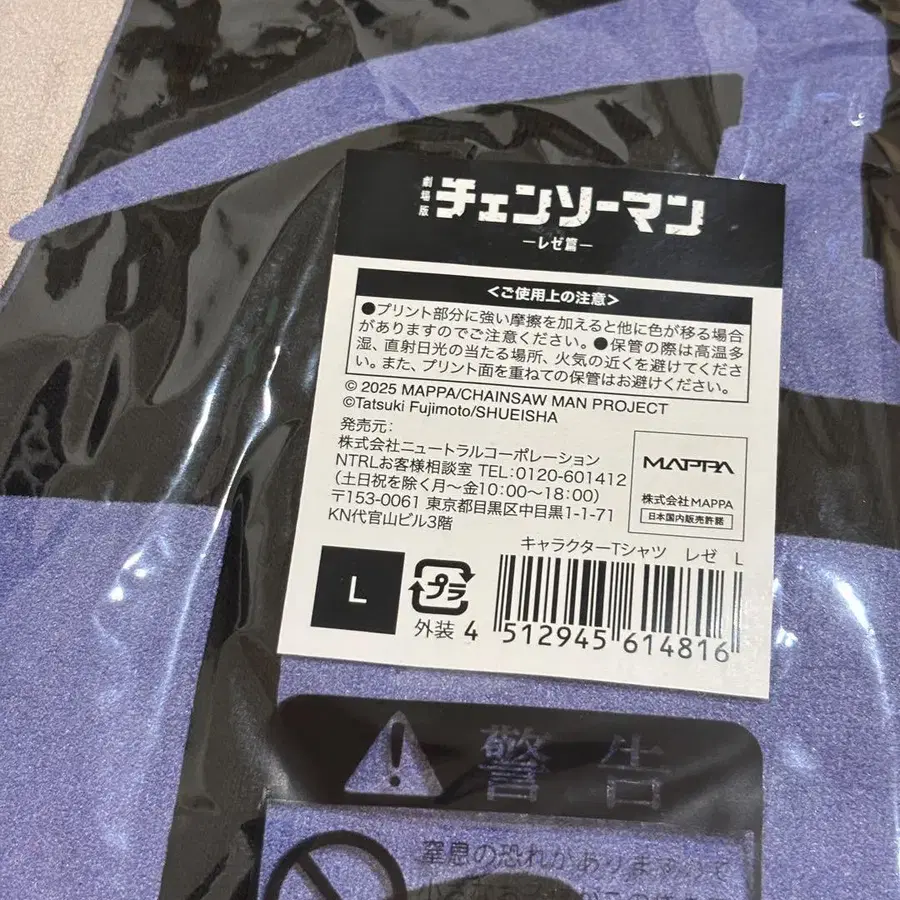 劇場版
チェンソーマン
―レゼ篇―
<ご使用上の注意>
●プリント部分に強い摩擦を加えると他に色が移る場合
がありますのでご注意ください。●保管の際は高温多
湿、直射日光の当たる場所、火気の近くを避けてくださ
い。また、プリント面を重ねての保管はお避けください。
© 2025 MAPPA/CHAINSAW MAN PROJECT
©Tatsuki Fujimoto/SHUEISHA
発売元:
株式会社ニュートラルコーポレーション
NTRLお客様相談室 TEL:0120-601412
(土日祝を除く月〜金10:00〜18:00)
〒153-0061 東京都目黒区中目黒1-1-71
KN代官山ビル3階
MAPPA
株式会社MAPPA
日本国内販売許諾
キャラクターTシャツ レゼ L
L
プラ
外装 4
4 512945 614816
警告
窒息の恐れがありますので